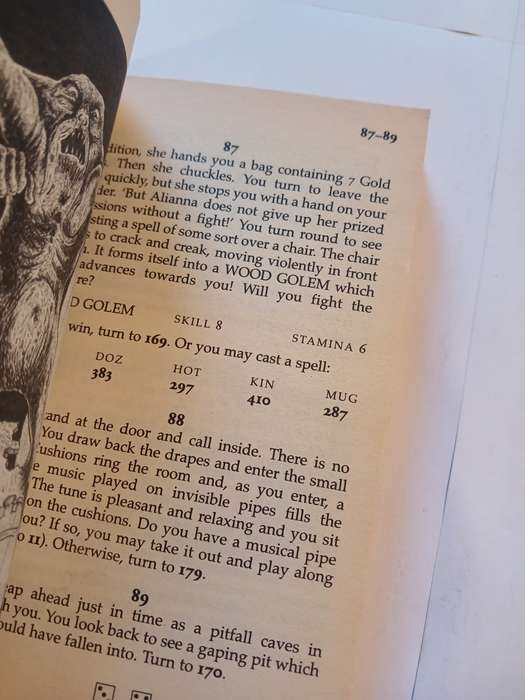 87–89
87
she hands you a bag containing 7 Gold
Then she chuckles. You turn to leave the
quickly, but she stops you with a hand on your
'But Alianna does not give up her prized
without a fight!' You turn round to see
a spell of some sort over a chair. The chair
to crack and creak, moving violently in front
It forms itself into a WOOD GOLEM which
advances towards you! Will you fight the
GOLEM SKILL 8 STAMINA 6
win, turn to 169. Or you may cast a spell:
DOZ HOT KIN MUG
383 297 410 287
88
and at the door and call inside. There is no
You draw back the drapes and enter the small
ring the room and, as you enter, a
music played on invisible pipes fills the
The tune is pleasant and relaxing and you sit
on the cushions. Do you have a musical pipe
If so, you may take it out and play along
11). Otherwise, turn to 179.
89
ahead just in time as a pitfall caves in
you. You look back to see a gaping pit which
have fallen into. Turn to 170.